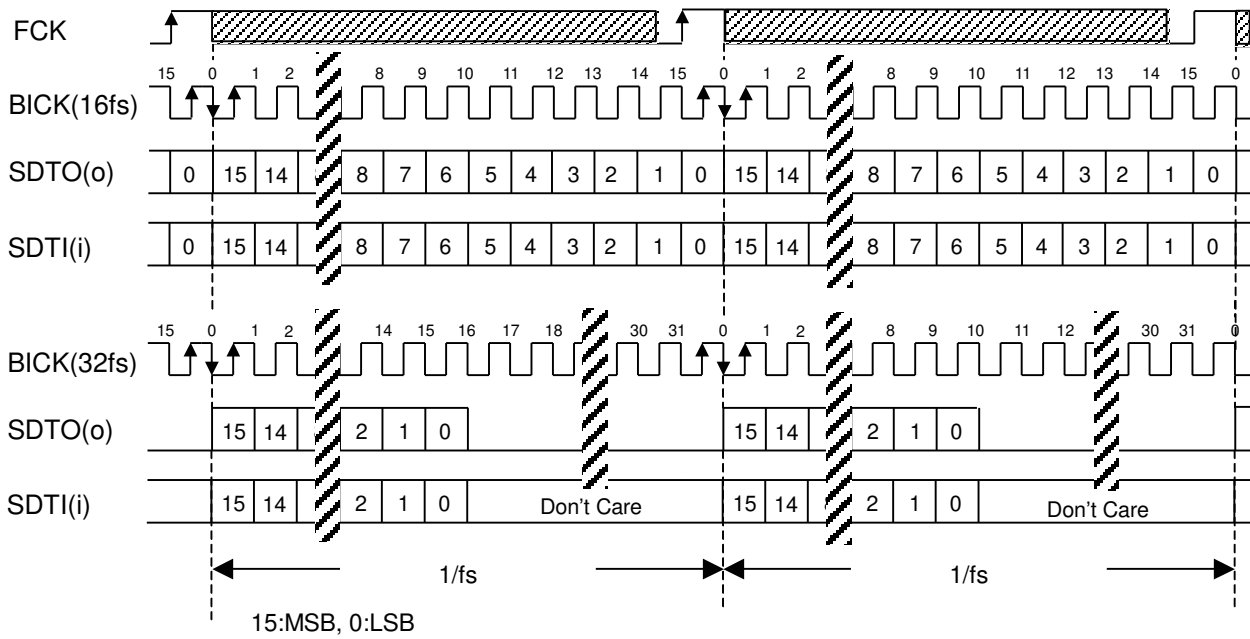 FCK
15 0 1 2 8 9 10 11 12 13 14 15 0 1 2 8 9 10 11 12 13 14 15 0
BICK(16fs)
SDTO(o) 0 15 14 8 7 6 5 4 3 2 1 0 15 14 8 7 6 5 4 3 2 1 0
SDTI(i) 0 15 14 8 7 6 5 4 3 2 1 0 15 14 8 7 6 5 4 3 2 1 0
15 0 1 2 14 15 16 17 18 30 31 0 1 2 8 9 10 11 12 30 31 0
BICK(32fs)
SDTO(o) 15 14 2 1 0 15 14 2 1 0
SDTI(i) 15 14 2 1 0 Don't Care 15 14 2 1 0 Don't Care
1/fs 1/fs
15:MSB, 0:LSB